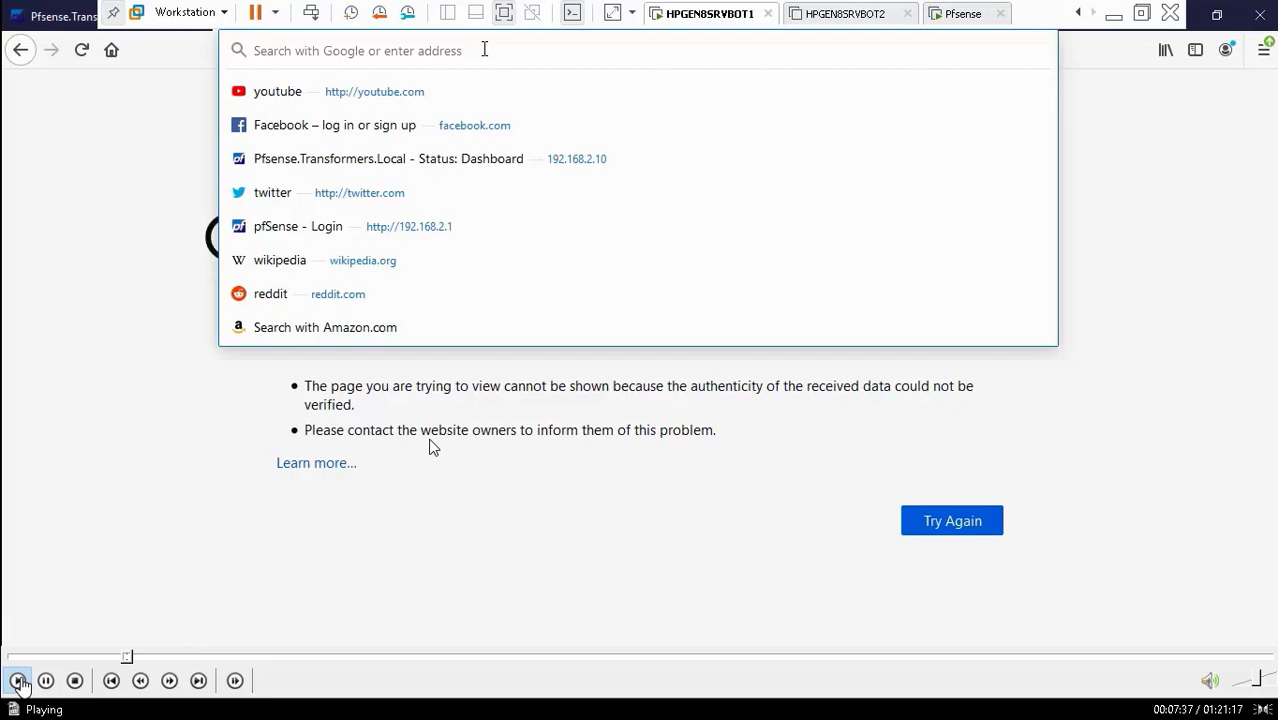 Pfsense.Trans
Workstation
HPGEN8SRVBOT1
HPGEN8SRVBOT2
Pfsense
Search with Google or enter address
youtube — http://youtube.com
Facebook – log in or sign up — facebook.com
Pfsense.Transformers.Local - Status: Dashboard — 192.168.2.10
twitter — http://twitter.com
pfSense - Login — http://192.168.2.1
wikipedia — wikipedia.org
reddit — reddit.com
Search with Amazon.com
The page you are trying to view cannot be shown because the authenticity of the received data could not be
verified.
Please contact the website owners to inform them of this problem.
Learn more...
Try Again
Playing
00:07:37 / 01:21:17